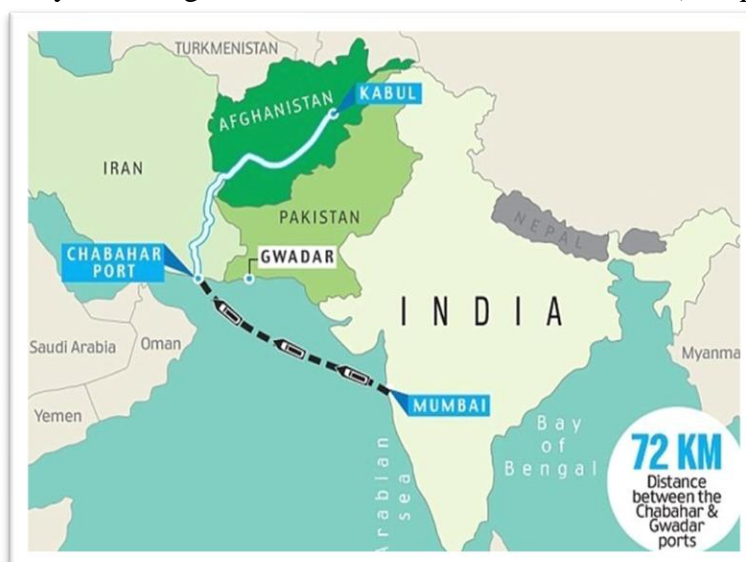 TURKMENISTAN
KABUL
AFGHANISTAN
IRAN
PAKISTAN
NEPAL
CHABAHAR
PORT
GWADAR
INDIA
Saudi Arabia
Oman
Myanma
Yemen
MUMBAI
Bay
of
Bengal
Arabian
sea
72 KM
Distance
between the
Chabahar &
Gwadar
ports